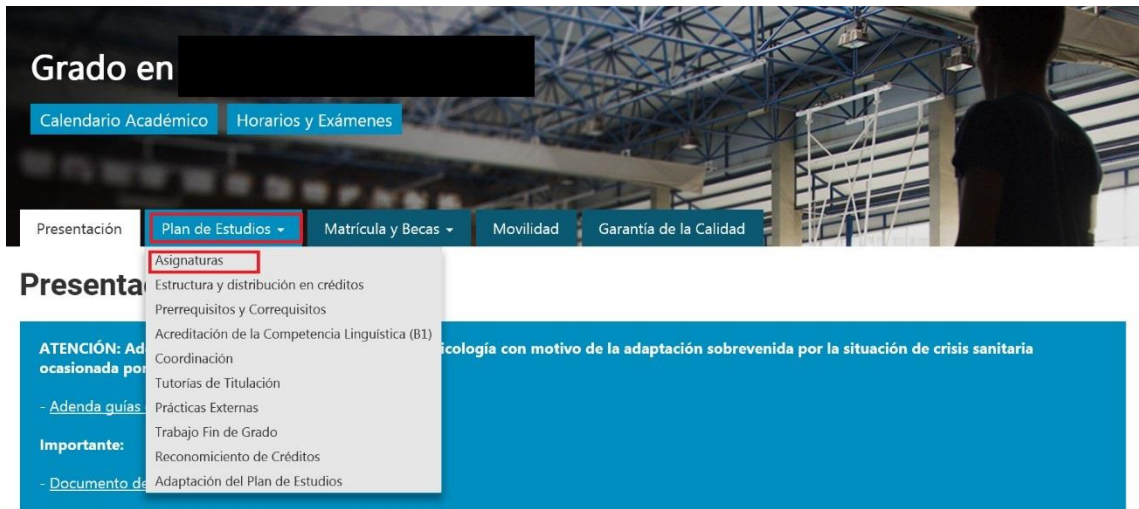 Grado en
Calendario Académico Horarios y Exámenes
Presentación Plan de Estudios Matrícula y Becas Movilidad Garantía de la Calidad
Asignaturas
Estructura y distribución en créditos
Prerrequisitos y Correquisitos
Acreditación de la Competencia Linguística (B1)
Coordinación
Tutorías de Titulación
Prácticas Externas
Trabajo Fin de Grado
Reconomiciento de Créditos
Adaptación del Plan de Estudios
Presenta
ATENCIÓN: Ad icología con motivo de la adaptación sobrevenida por la situación de crisis sanitaria
ocasionada por
- Adenda guías
Importante:
- Documento de